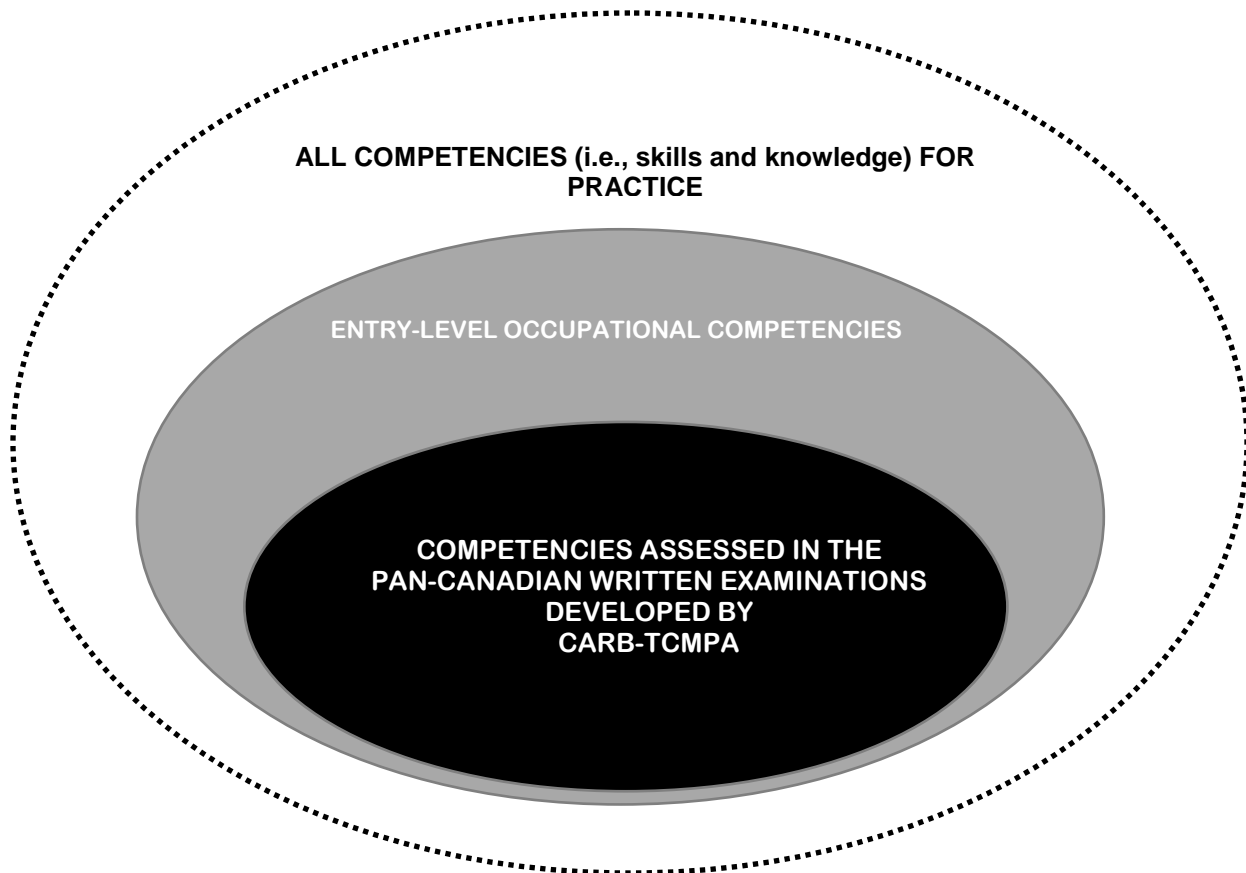 ALL COMPETENCIES (i.e., skills and knowledge) FOR
PRACTICE
ENTRY-LEVEL OCCUPATIONAL COMPETENCIES
COMPETENCIES ASSESSED IN THE
PAN-CANADIAN WRITTEN EXAMINATIONS
DEVELOPED BY
CARB-TCMPA